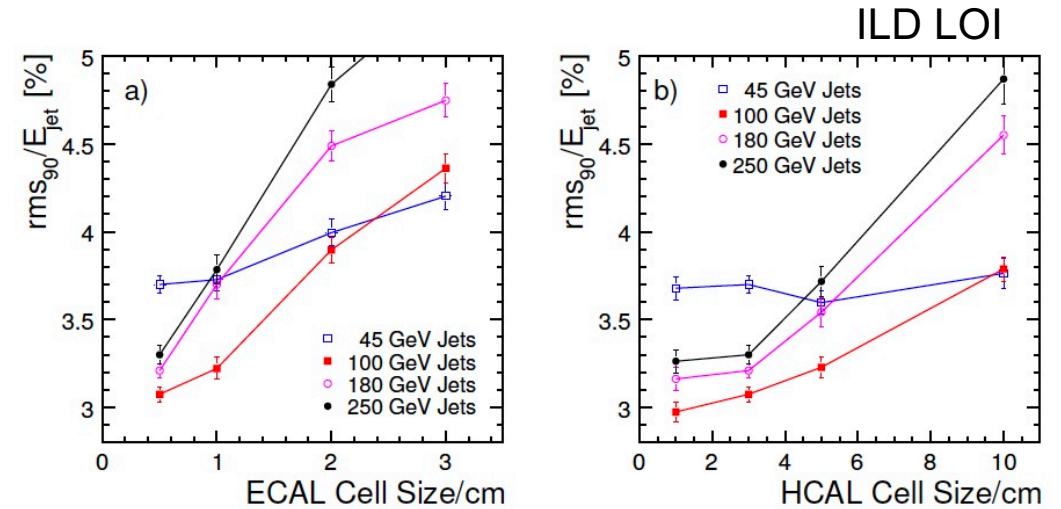 ILD LOI
rms90/Ejet [%]
a)
5
4.5
4
3.5
3
45 GeV Jets
100 GeV Jets
180 GeV Jets
250 GeV Jets
0 1 2 3
ECAL Cell Size/cm
rms90/Ejet [%]
b)
5
4.5
4
3.5
3
45 GeV Jets
100 GeV Jets
180 GeV Jets
250 GeV Jets
0 2 4 6 8 10
HCAL Cell Size/cm